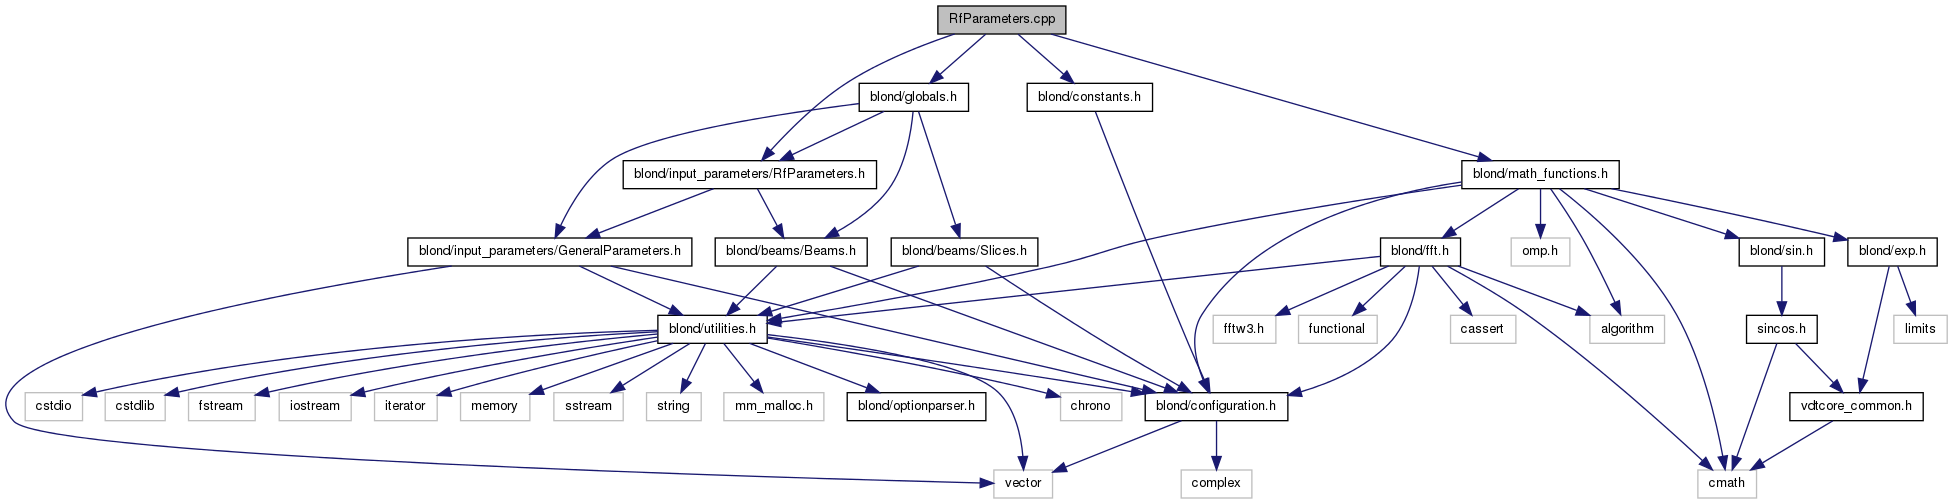 RfParameters.cpp
blond/globals.h
blond/constants.h
blond/input_parameters/RfParameters.h
blond/math_functions.h
blond/input_parameters/GeneralParameters.h
blond/beams/Beams.h
blond/beams/Slices.h
blond/fft.h
omp.h
blond/sin.h
blond/exp.h
blond/utilities.h
fftw3.h
functional
cassert
algorithm
sincos.h
limits
cstdio
cstdlib
fstream
iostream
iterator
memory
sstream
string
mm_malloc.h
blond/optionparser.h
chrono
blond/configuration.h
vdtcore_common.h
vector
complex
cmath